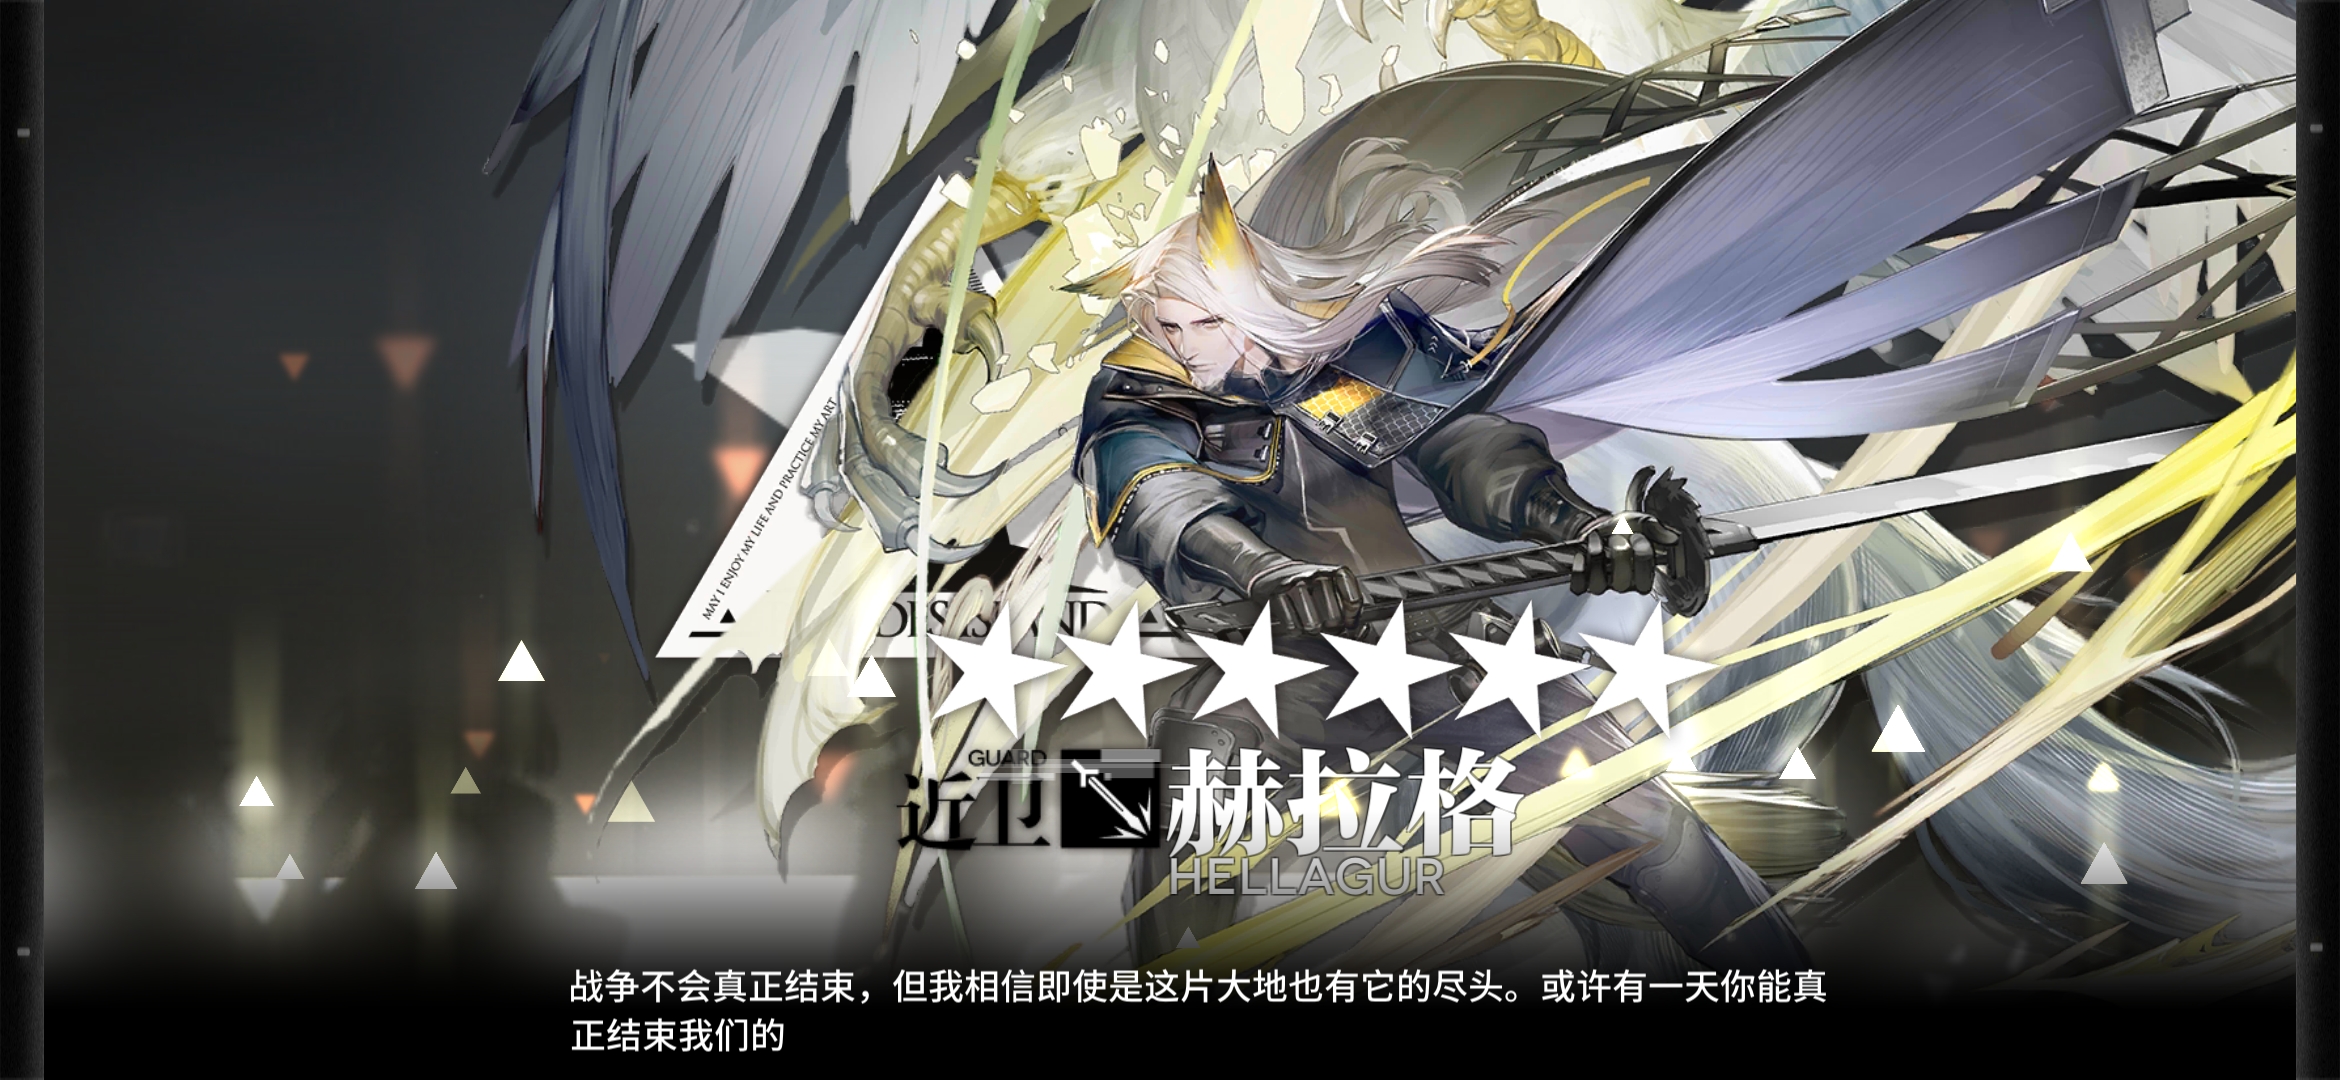 MAY I ENJOY MY LIFE AND PRACTICE MY ART
GUARD
近卫
赫拉格
HELLAGUR
战争不会真正结束，但我相信即使是这片大地也有它的尽头。或许有一天你能真
正结束我们的